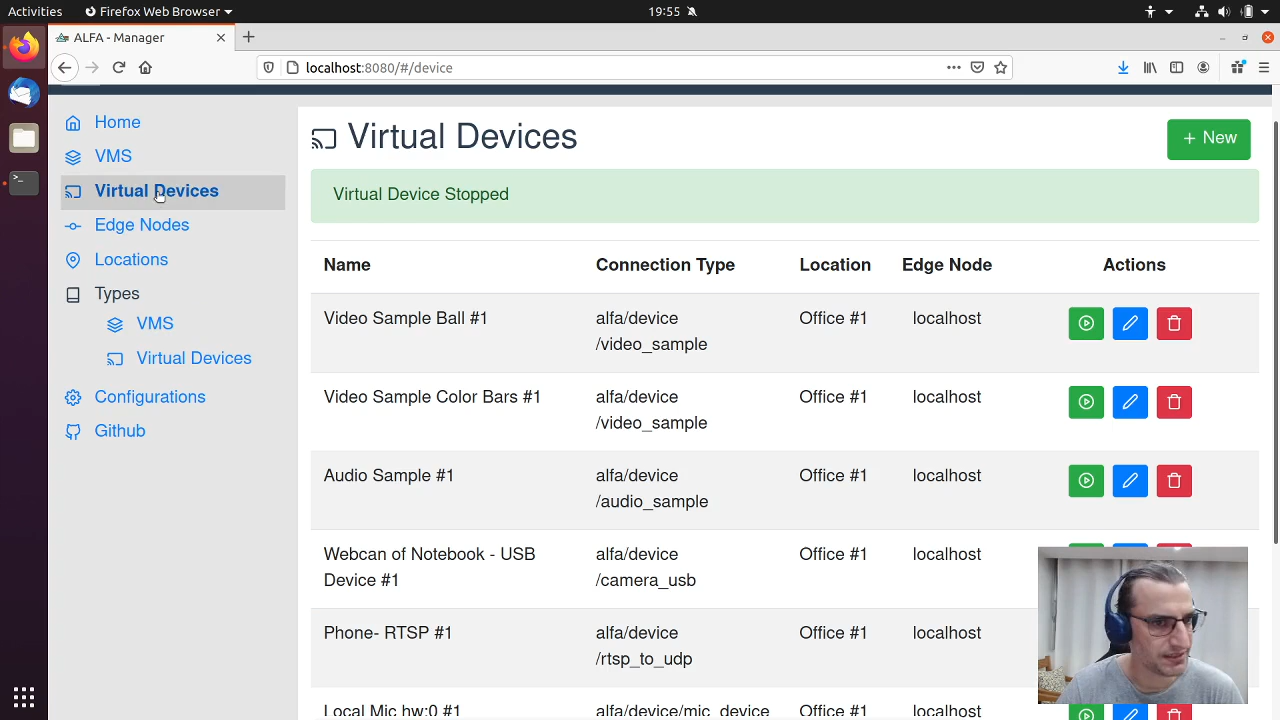 Activities
Firefox Web Browser
19:55
ALFA - Manager
localhost:8080/#/device
Home
VMS
Virtual Devices
Edge Nodes
Locations
Types
VMS
Virtual Devices
Configurations
Github
Virtual Devices
+ New
Virtual Device Stopped
Name Connection Type Location Edge Node Actions
Video Sample Ball #1 alfa/device Office #1 localhost
/video_sample
Video Sample Color Bars #1 alfa/device Office #1 localhost
/video_sample
Audio Sample #1 alfa/device Office #1 localhost
/audio_sample
Webcan of Notebook - USB alfa/device Office #1 localhost
Device #1 /camera_usb
Phone- RTSP #1 alfa/device Office #1 localhost
/rtsp_to_udp
Local Mic hw:0 #1 alfa/device/mic_device Office #1 localhost